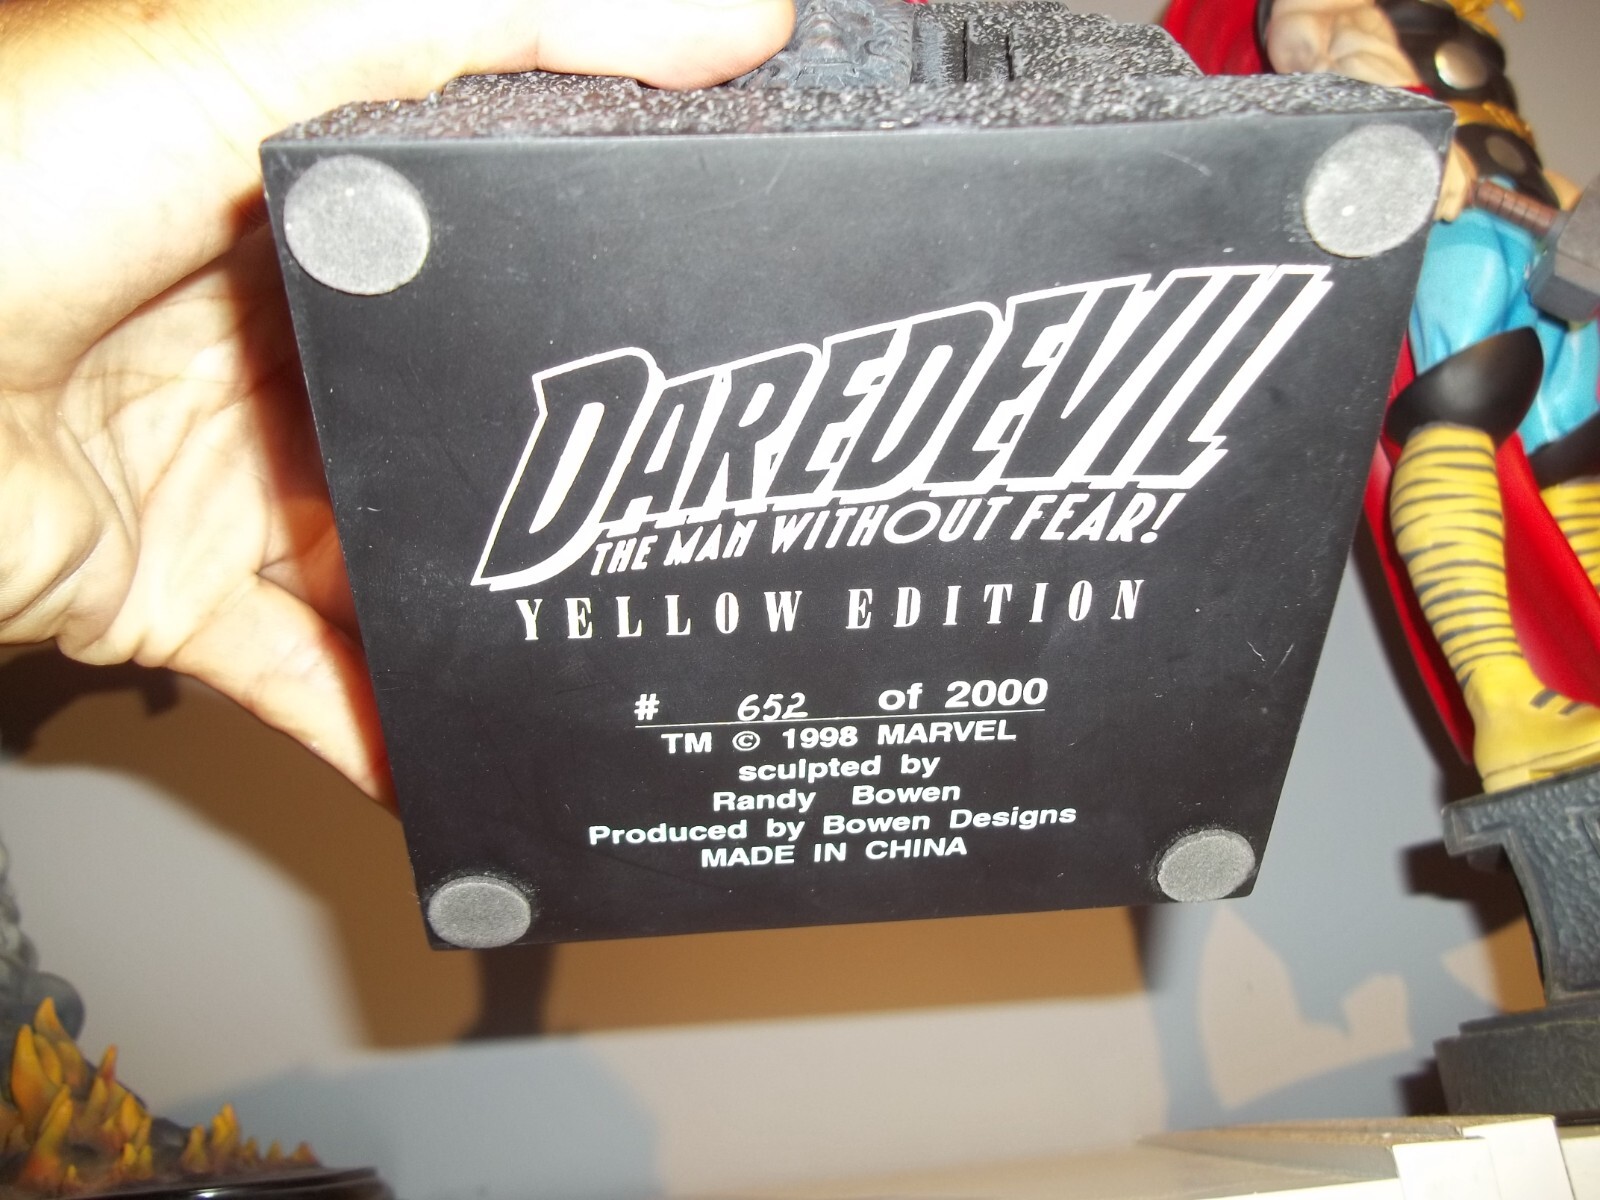 DAREDEVIL
THE MAN WITHOUT FEAR!
YELLOW EDITION
# 652 of 2000
TM © 1998 MARVEL
sculpted by
Randy Bowen
Produced by Bowen Designs
MADE IN CHINA